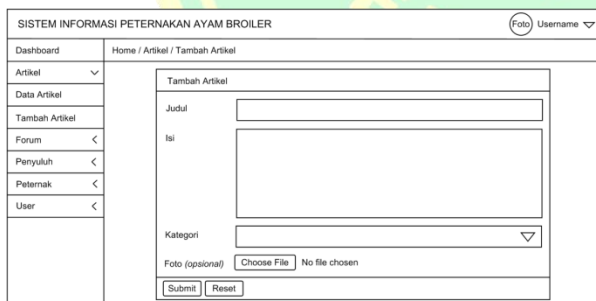 SISTEM INFORMASI PETERNAKAN AYAM BROILER
Foto Username
Dashboard
Home / Artikel / Tambah Artikel
Artikel
Data Artikel
Tambah Artikel
Forum
Penyuluh
Peternak
User
Tambah Artikel
Judul
Isi
Kategori
Foto (opsional) Choose File No file chosen
Submit Reset